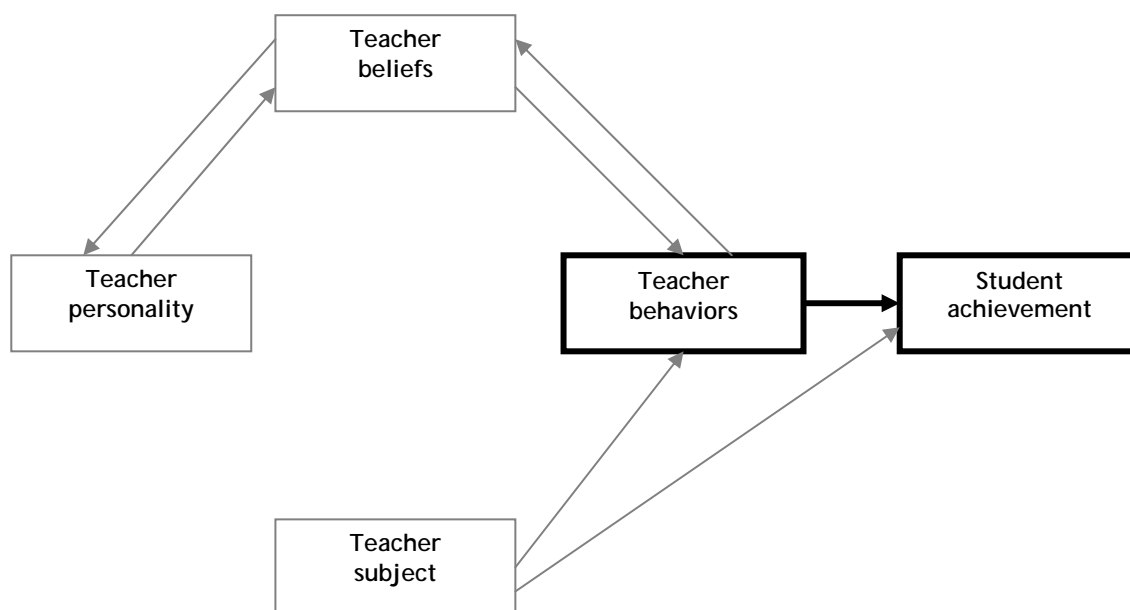 Teacher
beliefs
Teacher
personality
Teacher
behaviors
Student
achievement
Teacher
subject